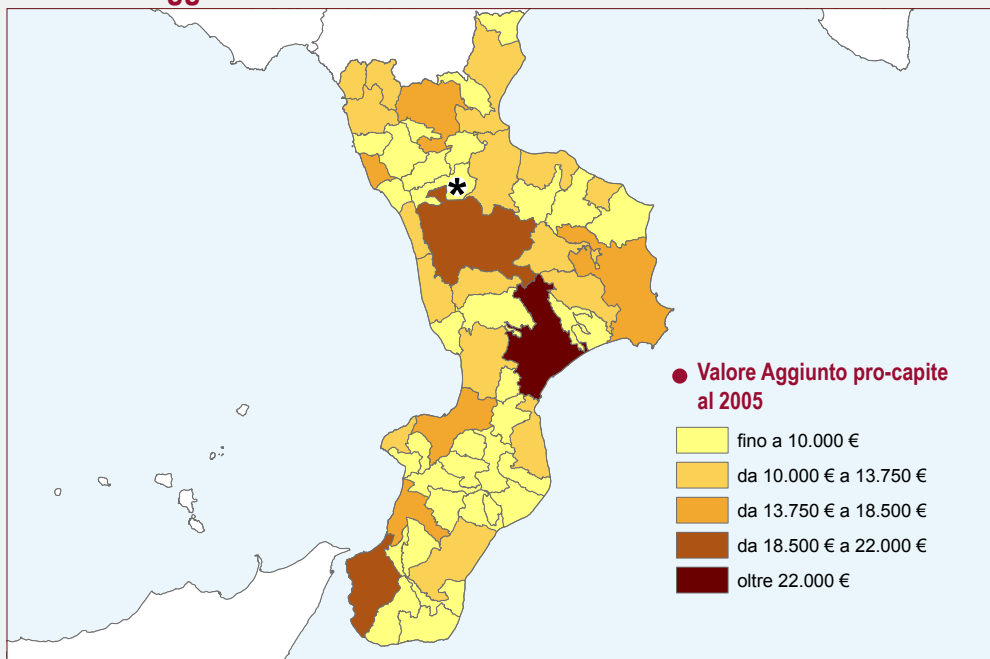 Valore Aggiunto pro-capite
al 2005
fino a 10.000 €
da 10.000 € a 13.750 €
da 13.750 € a 18.500 €
da 18.500 € a 22.000 €
oltre 22.000 €
*